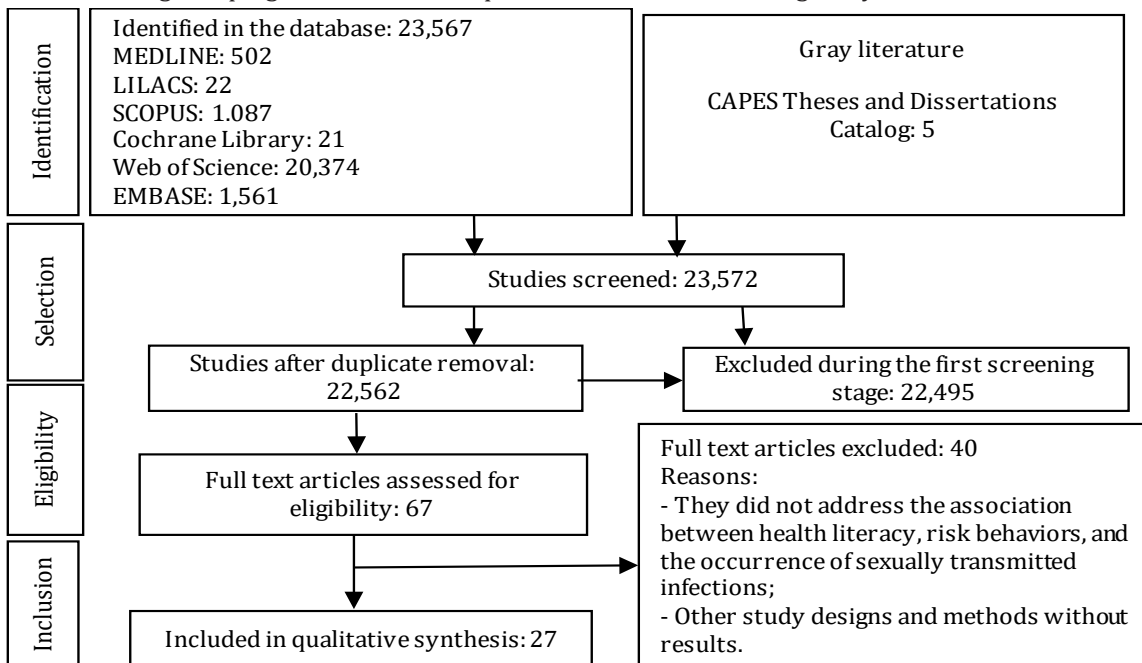 Identification
Identified in the database: 23,567
MEDLINE: 502
LILACS: 22
SCOPUS: 1.087
Cochrane Library: 21
Web of Science: 20,374
EMBASE: 1,561
Gray literature
CAPES Theses and Dissertations
Catalog: 5
Selection
Studies screened: 23,572
Studies after duplicate removal:
22,562
Excluded during the first screening
stage: 22,495
Eligibility
Full text articles assessed for
eligibility: 67
Full text articles excluded: 40
Reasons:
- They did not address the association
between health literacy, risk behaviors, and
the occurrence of sexually transmitted
infections;
- Other study designs and methods without
results.
Inclusion
Included in qualitative synthesis: 27